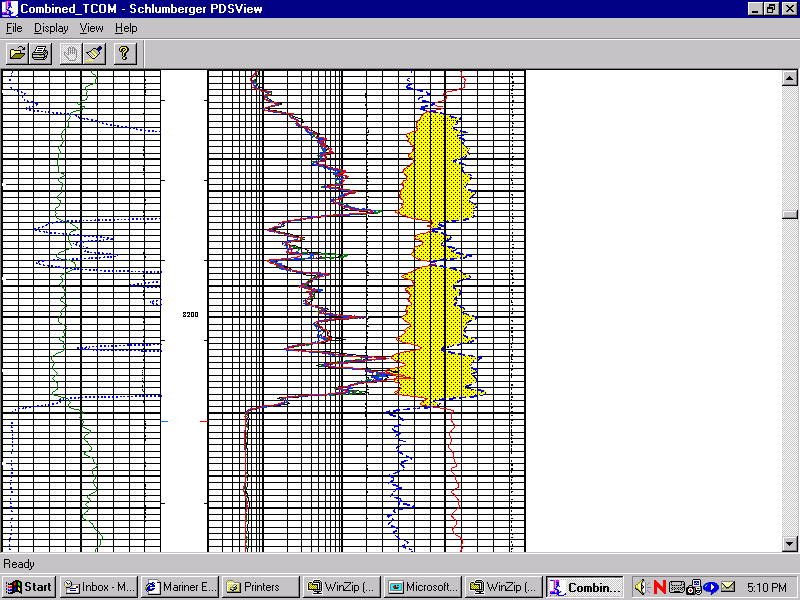 Combined_TCOM - Schlumberger PDSView
File Display View Help
8200
Ready
Start Inbox - M... Mariner E... Printers WinZip (... Microsoft... WinZip (... Combin... N 5:10 PM